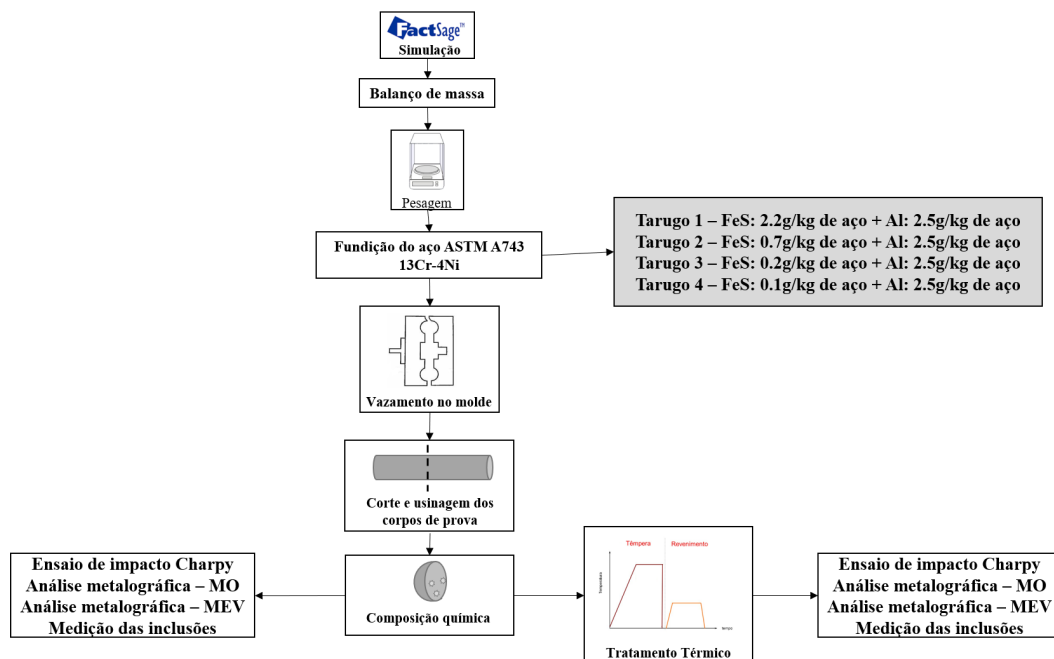 FactSage™
Simulação
Balanço de massa
Pesagem
Fundição do aço ASTM A743
13Cr-4Ni
Tarugo 1 – FeS: 2.2g/kg de aço + Al: 2.5g/kg de aço
Tarugo 2 – FeS: 0.7g/kg de aço + Al: 2.5g/kg de aço
Tarugo 3 – FeS: 0.2g/kg de aço + Al: 2.5g/kg de aço
Tarugo 4 – FeS: 0.1g/kg de aço + Al: 2.5g/kg de aço
Vazamento no molde
Corte e usinagem dos
corpos de prova
Ensaio de impacto Charpy
Análise metalográfica – MO
Análise metalográfica – MEV
Medição das inclusões
Composição química
Têmpera
Revenimento
Temperatura
tempo
Tratamento Térmico
Ensaio de impacto Charpy
Análise metalográfica – MO
Análise metalográfica – MEV
Medição das inclusões